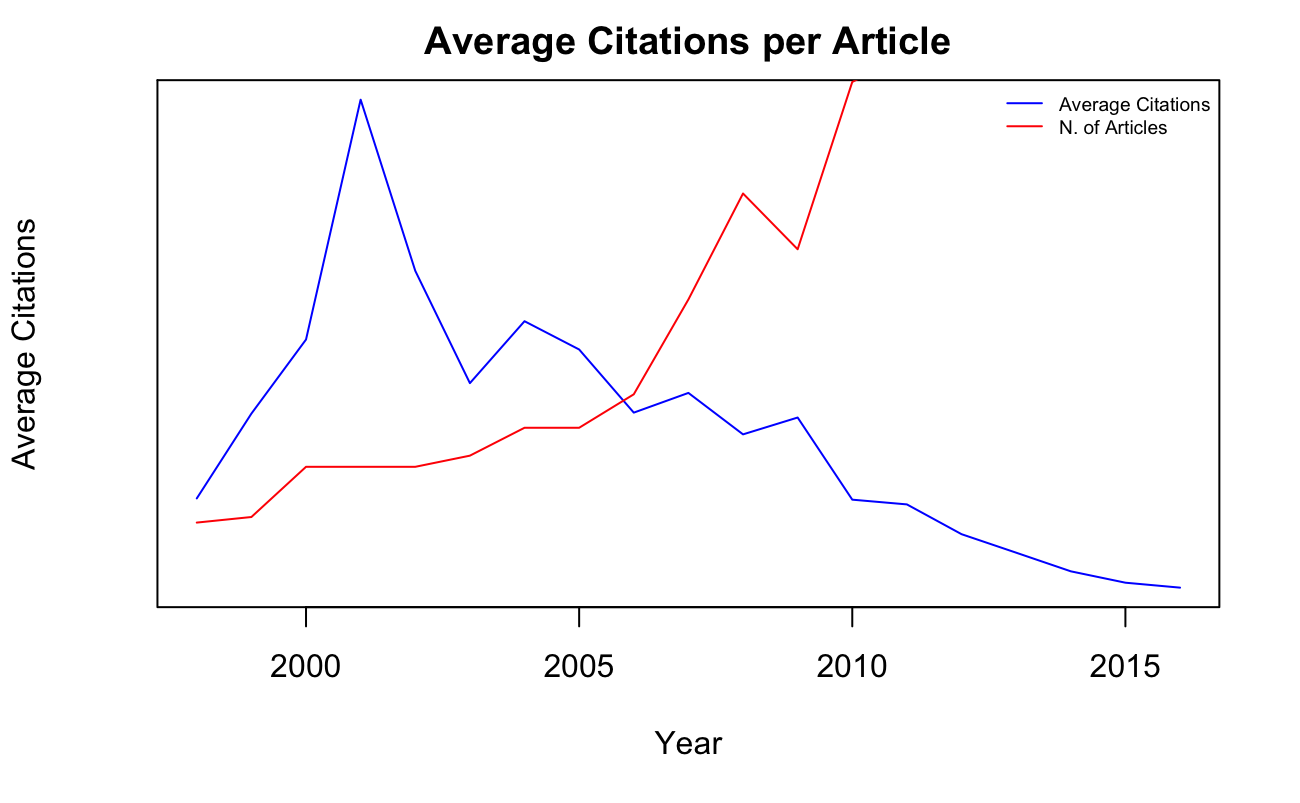 Average Citations per Article
Average Citations
N. of Articles
Average Citations
2000
2005
2010
2015
Year